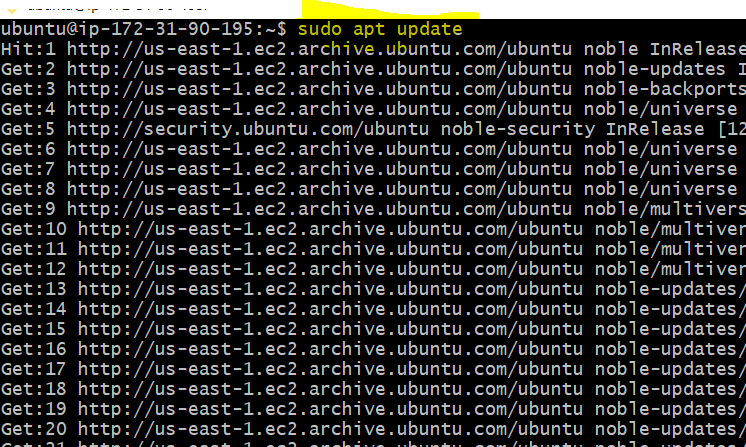 ubuntu@ip-172-31-90-195:~$ sudo apt update
Hit:1 http://us-east-1.ec2.archive.ubuntu.com/ubuntu noble InRelease
Get:2 http://us-east-1.ec2.archive.ubuntu.com/ubuntu noble-updates I
Get:3 http://us-east-1.ec2.archive.ubuntu.com/ubuntu noble-backports
Get:4 http://us-east-1.ec2.archive.ubuntu.com/ubuntu noble/universe
Get:5 http://security.ubuntu.com/ubuntu noble-security InRelease [12
Get:6 http://us-east-1.ec2.archive.ubuntu.com/ubuntu noble/universe
Get:7 http://us-east-1.ec2.archive.ubuntu.com/ubuntu noble/universe
Get:8 http://us-east-1.ec2.archive.ubuntu.com/ubuntu noble/universe
Get:9 http://us-east-1.ec2.archive.ubuntu.com/ubuntu noble/multivers
Get:10 http://us-east-1.ec2.archive.ubuntu.com/ubuntu noble/multiver
Get:11 http://us-east-1.ec2.archive.ubuntu.com/ubuntu noble/multiver
Get:12 http://us-east-1.ec2.archive.ubuntu.com/ubuntu noble/multiver
Get:13 http://us-east-1.ec2.archive.ubuntu.com/ubuntu noble-updates/
Get:14 http://us-east-1.ec2.archive.ubuntu.com/ubuntu noble-updates/
Get:15 http://us-east-1.ec2.archive.ubuntu.com/ubuntu noble-updates/
Get:16 http://us-east-1.ec2.archive.ubuntu.com/ubuntu noble-updates/
Get:17 http://us-east-1.ec2.archive.ubuntu.com/ubuntu noble-updates/
Get:18 http://us-east-1.ec2.archive.ubuntu.com/ubuntu noble-updates/
Get:19 http://us-east-1.ec2.archive.ubuntu.com/ubuntu noble-updates/
Get:20 http://us-east-1.ec2.archive.ubuntu.com/ubuntu noble-updates/